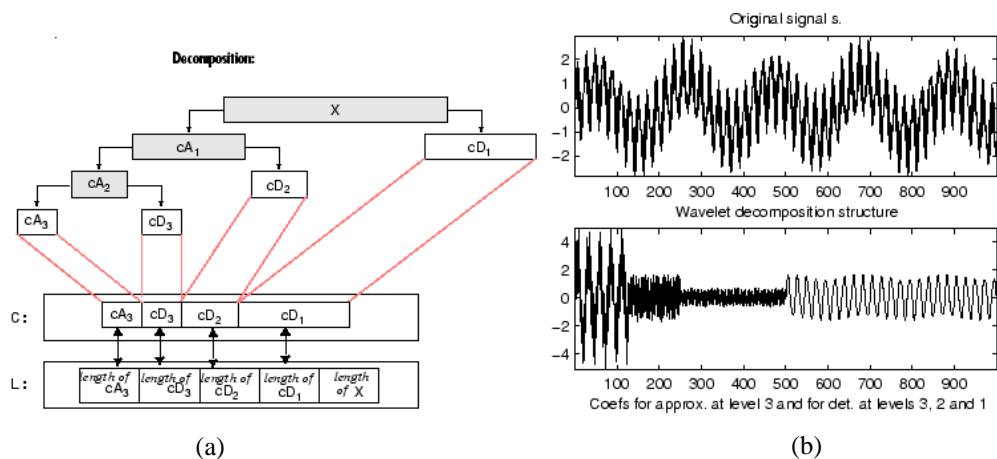 Decomposition:
X
cA1
cD1
cA2
cD2
cA3
cD3
C:
cA3 cD3 cD2 cD1
L:
length of cA3
length of cD3
length of cD2
length of cD1
length of X
(a)
Original signal s.
2
1
0
−1
−2
100 200 300 400 500 600 700 800 900
Wavelet decomposition structure
4
2
0
−2
−4
100 200 300 400 500 600 700 800 900
Coefs for approx. at level 3 and for det. at levels 3, 2 and 1
(b)